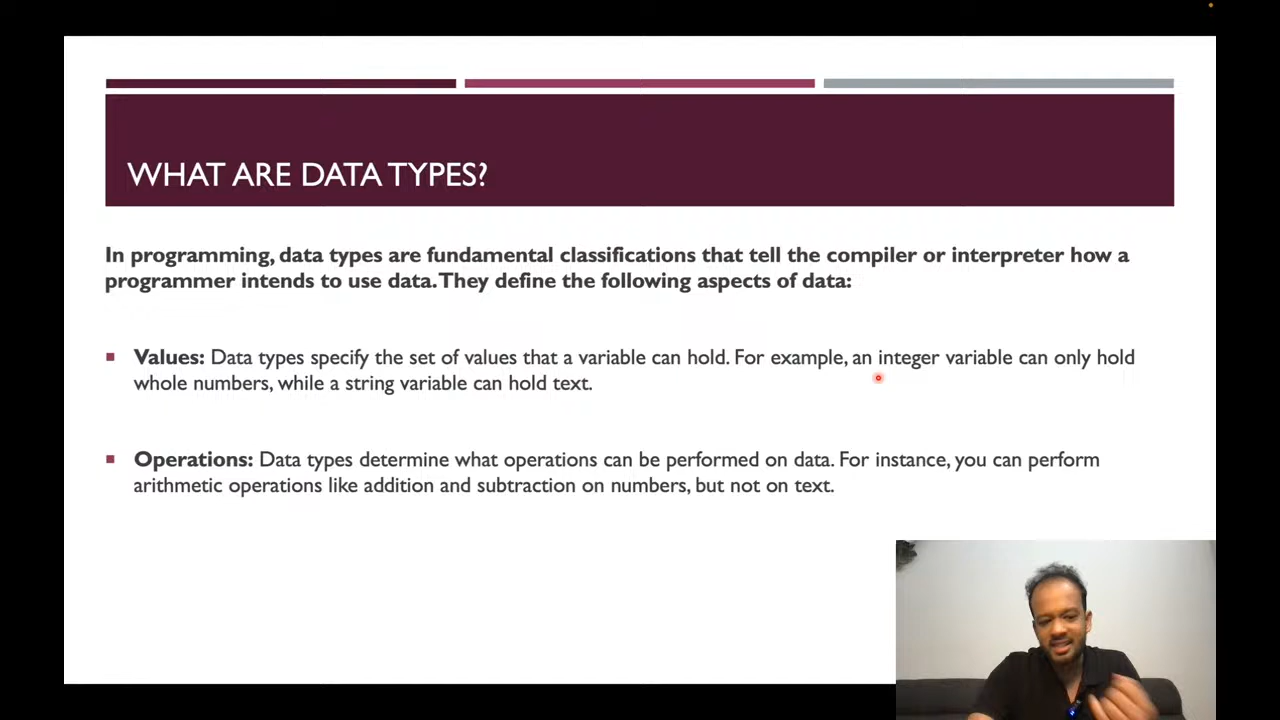 WHAT ARE DATA TYPES?
In programming, data types are fundamental classifications that tell the compiler or interpreter how a
programmer intends to use data. They define the following aspects of data:
Values: Data types specify the set of values that a variable can hold. For example, an integer variable can only hold
whole numbers, while a string variable can hold text.
Operations: Data types determine what operations can be performed on data. For instance, you can perform
arithmetic operations like addition and subtraction on numbers, but not on text.